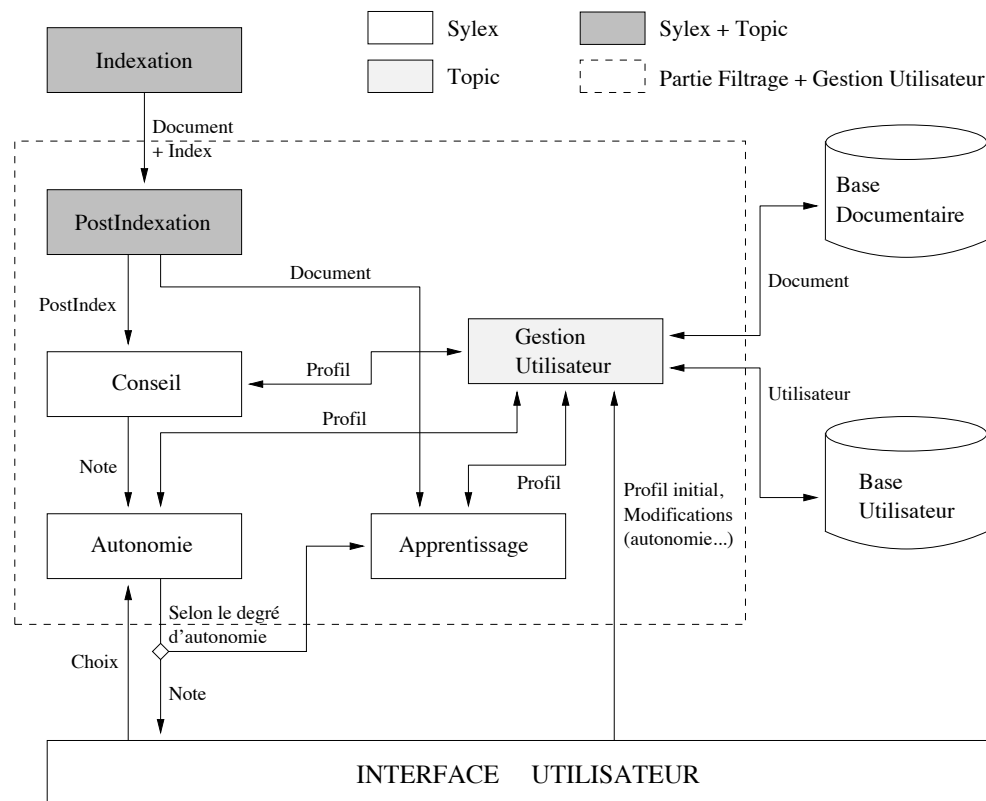 Indexation
Sylex
Sylex + Topic
Topic
Partie Filtrage + Gestion Utilisateur
Document
+ Index
Base
Documentaire
PostIndexation
Document
Document
PostIndex
Gestion
Utilisateur
Profil
Conseil
Utilisateur
Profil
Note
Profil
Profil initial,
Modifications
(autonomie...)
Base
Utilisateur
Autonomie
Apprentissage
Selon le degré
d'autonomie
Choix
Note
INTERFACE UTILISATEUR